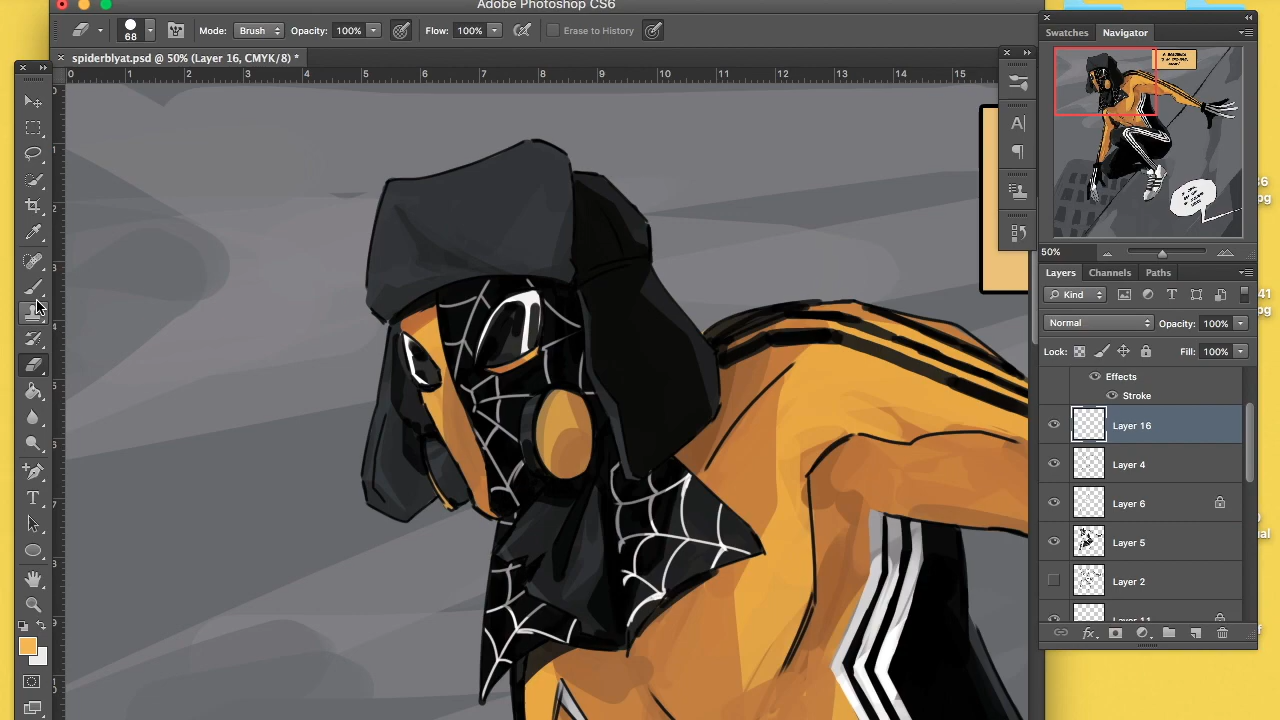 Adobe Photoshop CS6
68
Mode:
Brush
Opacity:
100%
Flow:
100%
Erase to History
spiderblyat.psd @ 50% (Layer 16, CMYK/8) *
0 1 2 3 4 5 6 7 8 9 10 11 12 13 14 15
Swatches
Navigator
50%
Layers
Channels
Paths
Kind
Normal
Opacity:
100%
Lock:
Fill:
100%
Effects
Stroke
Layer 16
Layer 4
Layer 6
Layer 5
Layer 2
Layer 11